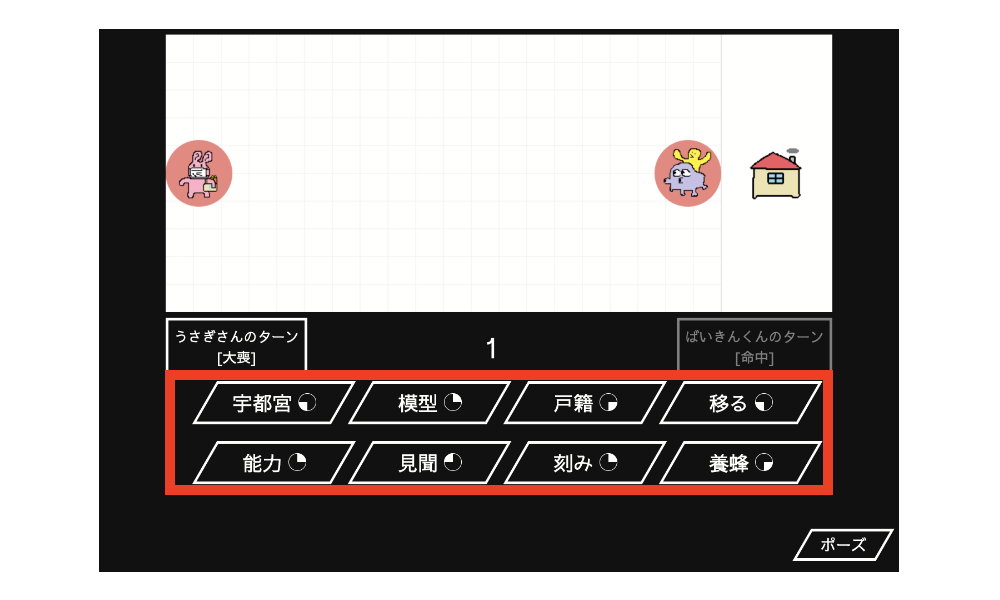 うさぎさんのターン
[大喪]
1
ばいきんくんのターン
[命中]
宇都宮 模型 戸籍 移る
能力 見聞 刻み 養蜂
ポーズ